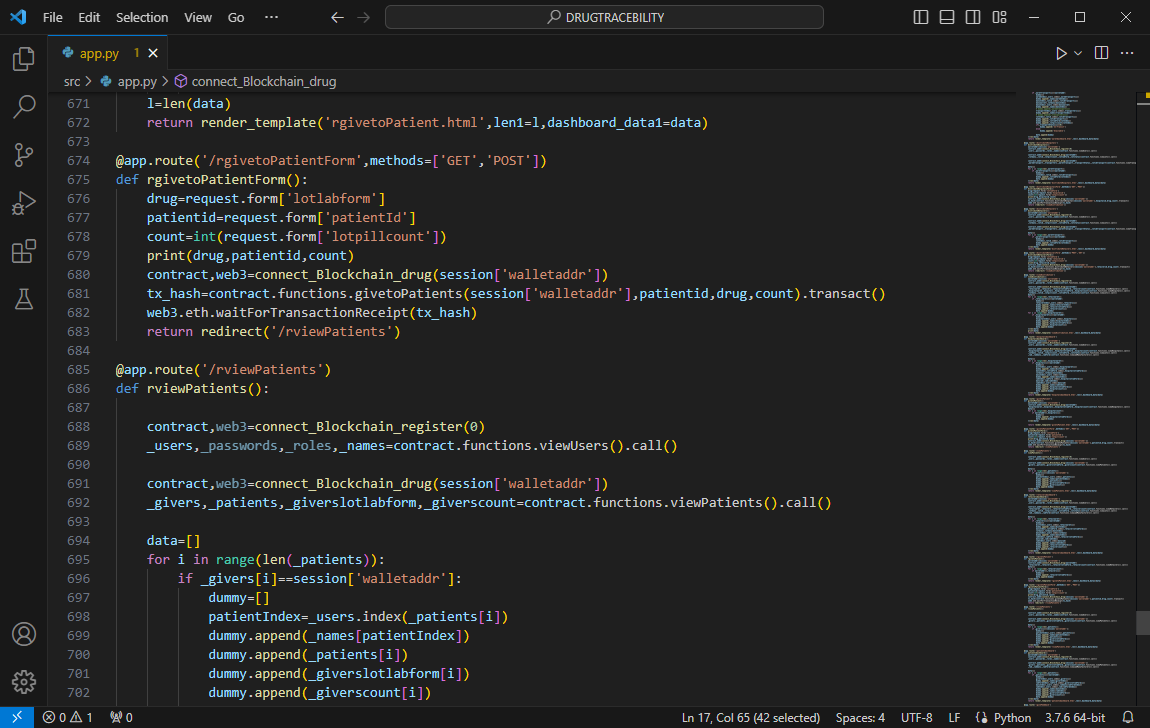 File Edit Selection View Go ··· DRUGTRACEBILITY
app.py 1
src > app.py > connect_Blockchain_drug
671 l=len(data)
672 return render_template('rgivetoPatient.html',len1=l,dashboard_data1=data)
673
674 @app.route('/rgivetoPatientForm',methods=['GET','POST'])
675 def rgivetoPatientForm():
676 drug=request.form['lotlabform']
677 patientid=request.form['patientId']
678 count=int(request.form['lotpillcount'])
679 print(drug,patientid,count)
680 contract,web3=connect_Blockchain_drug(session['walletaddr'])
681 tx_hash=contract.functions.givetoPatients(session['walletaddr'],patientid,drug,count).transact()
682 web3.eth.waitForTransactionReceipt(tx_hash)
683 return redirect('/rviewPatients')
684
685 @app.route('/rviewPatients')
686 def rviewPatients():
687
688 contract,web3=connect_Blockchain_register(0)
689 _users,_passwords,_roles,_names=contract.functions.viewUsers().call()
690
691 contract,web3=connect_Blockchain_drug(session['walletaddr'])
692 _givers,_patients,_giverslotlabform,_giverscount=contract.functions.viewPatients().call()
693
694 data=[]
695 for i in range(len(_patients)):
696 if _givers[i]==session['walletaddr']:
697 dummy=[]
698 patientIndex=_users.index(_patients[i])
699 dummy.append(_names[patientIndex])
700 dummy.append(_patients[i])
701 dummy.append(_giverslotlabform[i])
702 dummy.append(_giverscount[i])
0 1 0 Ln 17, Col 65 (42 selected) Spaces: 4 UTF-8 LF Python 3.7.6 64-bit